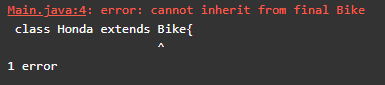 Main.java:4: error: cannot inherit from final Bike
class Honda extends Bike{
^
1 error